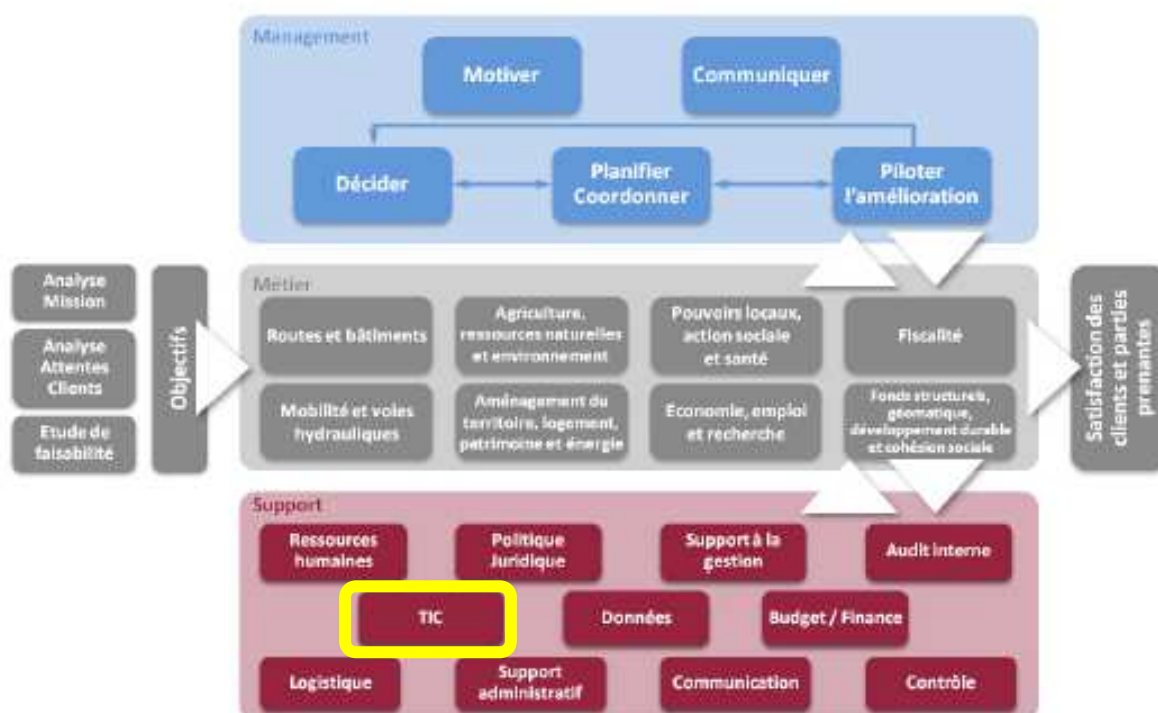 Management
Motiver
Communiquer
Décider
Planifier
Coordonner
Piloter
l'amélioration
Analyse
Mission
Analyse
Attentes
Clients
Etude de
faisabilité
Objectifs
Métier
Routes et bâtiments
Agriculture,
ressources naturelles
et environnement
Pouvoirs locaux,
action sociale
et santé
Fiscalité
Mobilité et voies
hydrauliques
Aménagement du
territoire, logement,
patrimoine et énergie
Economie, emploi
et recherche
Fonds structurels,
géomatique,
développement durable
et cohésion sociale
Satisfaction des
clients et parties
prenantes
Support
Ressources
humaines
Politique
Juridique
Support à la
gestion
Audit interne
TIC
Données
Budget / Finance
Logistique
Support
administratif
Communication
Contrôle